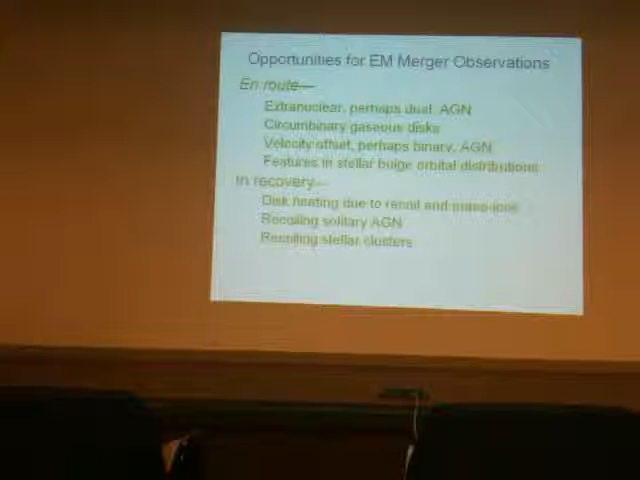 Opportunities for EM Merger Observations
En route—
Extranuclear, perhaps dual, AGN
Circumbinary gaseous disks
Velocity offset, perhaps binary, AGN
Features in stellar bulge orbital distributions
In recovery—
Disk heating due to recoil and mass-loss
Recoiling solitary AGN
Recoiling stellar clusters